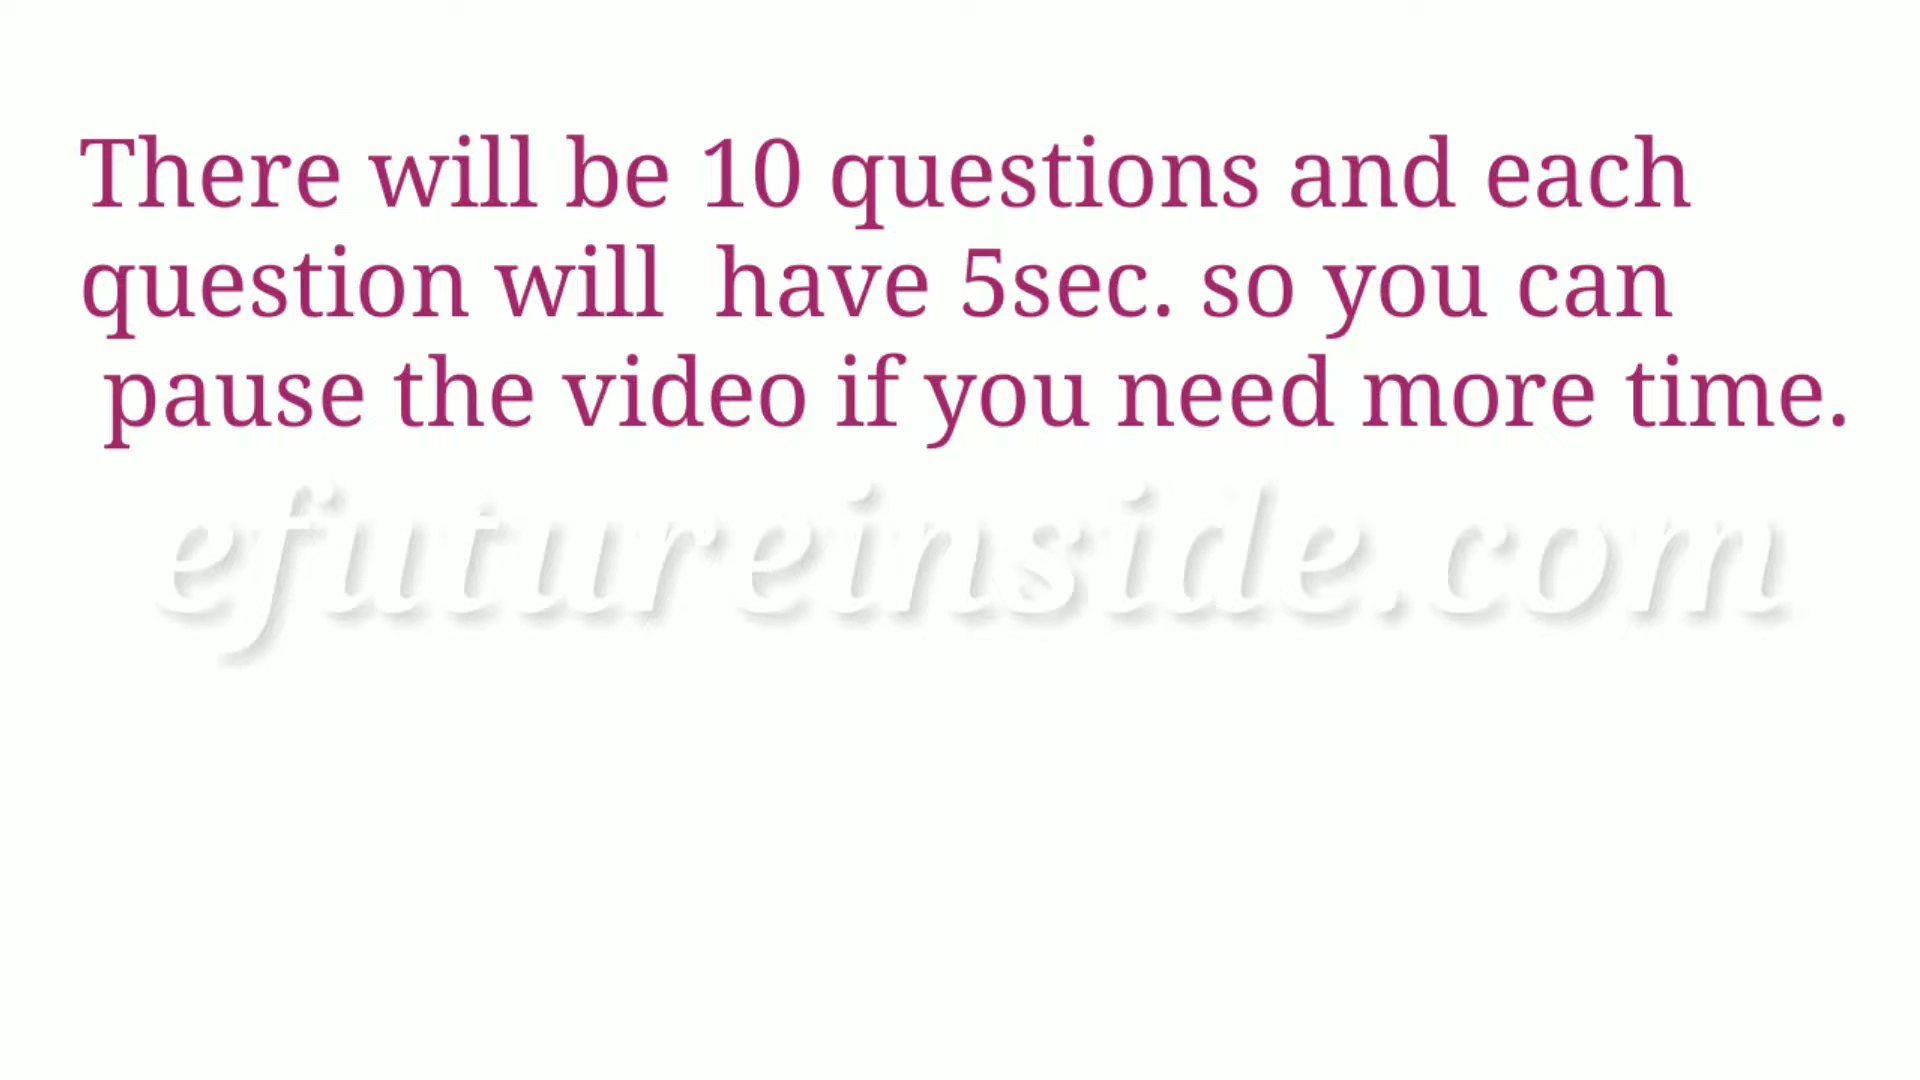 There will be 10 questions and each
question will  have 5sec. so you can
pause the video if you need more time.
efutureinside.com